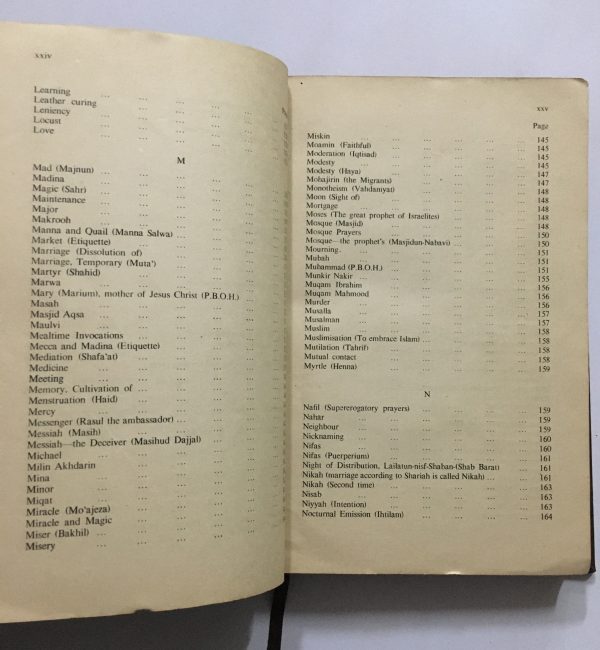 xxiv
Learning ... ... ... ... ...
Leather curing ... ... ... ...
Leniency ... ... ... ... ...
Locust ... ... ... ... ...
Love ... ... ... ... ...
M
Mad (Majnun) ... ... ... ... ...
Madina ... ... ... ...
Magic (Sahr) ... ... ... ...
Maintenance ... ... ... ...
Major ... ... ... ...
Makrooh ... ... ... ...
Manna and Quail (Manna Salwa) ... ... ...
Market (Etiquette) ... ... ... ...
Marriage (Dissolution of) ... ... ... ...
Marriage, Temporary (Muta') ... ... ...
Martyr (Shahid) ... ... ... ...
Marwa ... ... ... ...
Mary (Marium), mother of Jesus Christ (P.B.O.H.) ...
Masah ... ... ... ...
Masjid Aqsa ... ... ... ...
Maulvi ... ... ... ...
Mealtime Invocations ... ... ... ...
Mecca and Madina (Etiquette) ... ... ...
Mediation (Shafa'at) ... ... ... ...
Medicine ... ... ... ...
Meeting ... ... ... ...
Memory, Cultivation of ... ... ... ...
Menstruation (Haid) ... ... ... ...
Mercy ... ... ... ...
Messenger (Rasul the ambassador) ... ... ...
Messiah (Masih) ... ... ... ...
Messiah—the Deceiver (Masihud Dajjal) ... ...
Michael ... ... ... ...
Milin Akhdarin ... ... ... ...
Mina ... ... ... ...
Minor ... ... ... ...
Miqat ... ... ... ...
Miracle (Mo'ajeza) ... ... ... ...
Miracle and Magic ... ... ... ...
Miser (Bakhil) ... ... ... ... ...
Misery ... ... ... ...
xxv
Page
Miskin ... ... ... ... ... 145
Moamin (Faithful) ... ... ... ... ... 145
Moderation (Iqtisad) ... ... ... ... ... 145
Modesty ... ... ... ... ... 145
Modesty (Haya) ... ... ... ... ... 147
Mohajirin (the Migrants) ... ... ... ... ... 147
Monotheism (Vahdaniyat) ... ... ... ... ... 148
Moon (Sight of) ... ... ... ... ... 148
Mortgage ... ... ... ... ... 148
Moses (The great prophet of Israelites) ... ... ... ... 148
Mosque (Masjid) ... ... ... ... ... 148
Mosque Prayers ... ... ... ... ... 150
Mosque—the prophet's (Masjidun-Nabavi) ... ... ... ... 150
Mourning. ... ... ... ... ... 151
Mubah ... ... ... ... ... 151
Muhammad (P.B.O.H.) ... ... ... ... ... 151
Munkir Nakir ... ... ... ... ... 155
Muqam Ibrahim ... ... ... ... ... 156
Muqam Mahmood ... ... ... ... ... 156
Murder ... ... ... ... ... 156
Musalla ... ... ... ... ... 157
Musalman ... ... ... ... ... 157
Muslim ... ... ... ... ... 158
Muslimisation (To embrace Islam) ... ... ... ... 158
Mutilation (Tahrif) ... ... ... ... ... 158
Mutual contact ... ... ... ... ... 158
Myrtle (Henna) ... ... ... ... ... 159
N
Nafil (Supererogatory prayers) ... ... ... ... 159
Nahar ... ... ... ... ... 159
Neighbour ... ... ... ... ... 159
Nicknaming ... ... ... ... ... 160
Nifas ... ... ... ... ... 160
Nifas (Puerperium) ... ... ... ... ... 161
Night of Distribution, Lailatun-nisf-Shaban-(Shab Barat) ... ... 161
Nikah (marriage according to Shariah is called Nikah) ... ... ... 161
Nikah (Second time) ... ... ... ... ... 163
Nisab ... ... ... ... ... 163
Niyyah (Intention) ... ... ... ... ... 163
Nocturnal Emission (Ihtilam) ... ... ... ... 164